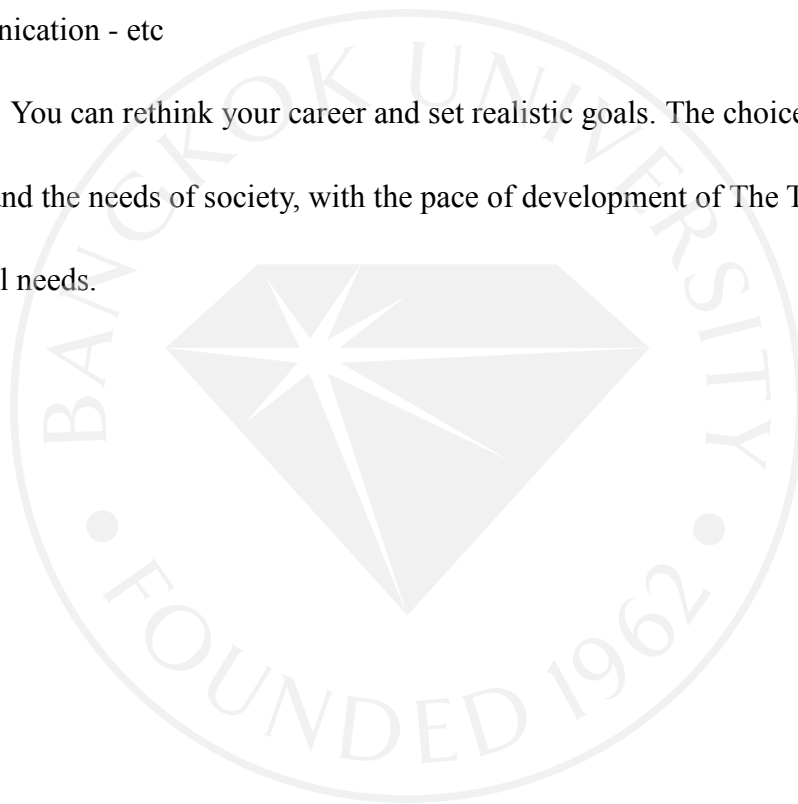 nication - etc
You can rethink your career and set realistic goals. The choice
and the needs of society, with the pace of development of The T
l needs.
BANGKOK UNIVERSITY
FOUNDED 1962